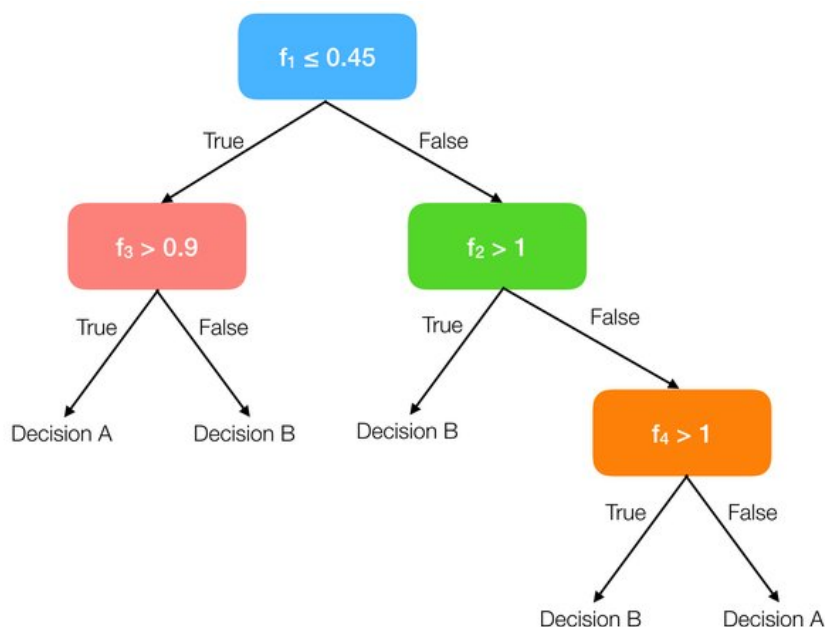 f₁ ≤ 0.45
True
False
f₃ > 0.9
f₂ > 1
True
False
True
False
Decision A
Decision B
Decision B
f₄ > 1
True
False
Decision B
Decision A